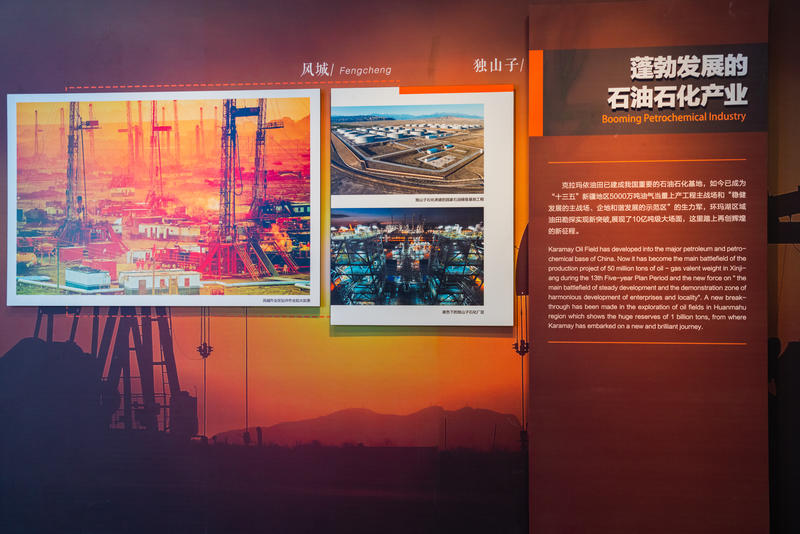 风城/ Fengcheng
独山子/
蓬勃发展的
石油石化产业
Booming Petrochemical Industry
克拉玛依油田已建成我国重要的石油石化基地，如今已成为
“十三五”新疆地区5000万吨油气当量上产工程主战场和“稳健
发展的主战场、企地和谐发展的示范区”的生力军，环玛湖区域
油田勘探实现新突破,展现了10亿吨级大场面，这里踏上再创辉煌
的新征程。
Karamay Oil Field has developed into the major petroleum and petro-
chemical base of China. Now it has become the main battlefield of the
production project of 50 million tons of oil - gas valent weight in Xinji-
ang during the 13th Five-year Plan Period and the new force on " the
main battlefield of steady development and the demonstration zone of
harmonious development of enterprises and locality". A new break-
through has been made in the exploration of oil fields in Huanmahu
region which shows the huge reserves of 1 billion tons, from where
Karamay has embarked on a new and brilliant journey.
夜色下的独山子石化厂区